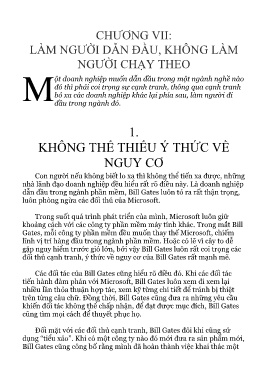 CHƯƠNG VII:
LÀM NGƯỜI DẪN ĐẦU, KHÔNG LÀM
NGƯỜI CHẠY THEO
Một doanh nghiệp muốn dẫn đầu trong một ngành nghề nào
đó thì phải coi trọng sự cạnh tranh, thông qua cạnh tranh
bỏ xa các doanh nghiệp khác lại phía sau, làm người đi
đầu trong ngành đó.
1.
KHÔNG THỂ THIẾU Ý THỨC VỀ
NGUY CƠ
Con người nếu không biết lo xa thì không thể tiến xa được, những
nhà lãnh đạo doanh nghiệp đều hiểu rất rõ điều này. Là doanh nghiệp
dẫn đầu trong ngành phần mềm, Bill Gates luôn tỏ ra rất thận trọng,
luôn phòng ngừa các đối thủ của Microsoft.
Trong suốt quá trình phát triển của mình, Microsoft luôn giữ
khoảng cách với các công ty phần mềm máy tính khác. Trong mắt Bill
Gates, mỗi công ty phần mềm đều muốn thay thế Microsoft, chiếm
lĩnh vị trí hàng đầu trong ngành phần mềm. Hoặc có lẽ vì cây to dễ
gặp nguy hiểm trước gió lớn, bởi vậy Bill Gates luôn rất coi trọng các
đối thủ cạnh tranh, ý thức về nguy cơ của Bill Gates rất mạnh mẽ.
Các đối tác của Bill Gates cũng hiểu rõ điều đó. Khi các đối tác
tiến hành đàm phán với Microsoft, Bill Gates luôn xem đi xem lại
nhiều lần thỏa thuận hợp tác, xem kỹ từng chi tiết để tránh bị thiệt
trên từng câu chữ. Đồng thời, Bill Gates cũng đưa ra những yêu cầu
khiến đối tác không thể chấp nhận, để đạt được mục đích, Bill Gates
cũng tìm mọi cách để thuyết phục họ.
Đối mặt với các đối thủ cạnh tranh, Bill Gates đôi khi cũng sử
dụng “tiểu xảo”. Khi có một công ty nào đó mới đưa ra sản phẩm mới,
Bill Gates cũng công bố rằng mình đã hoàn thành việc khai thác một